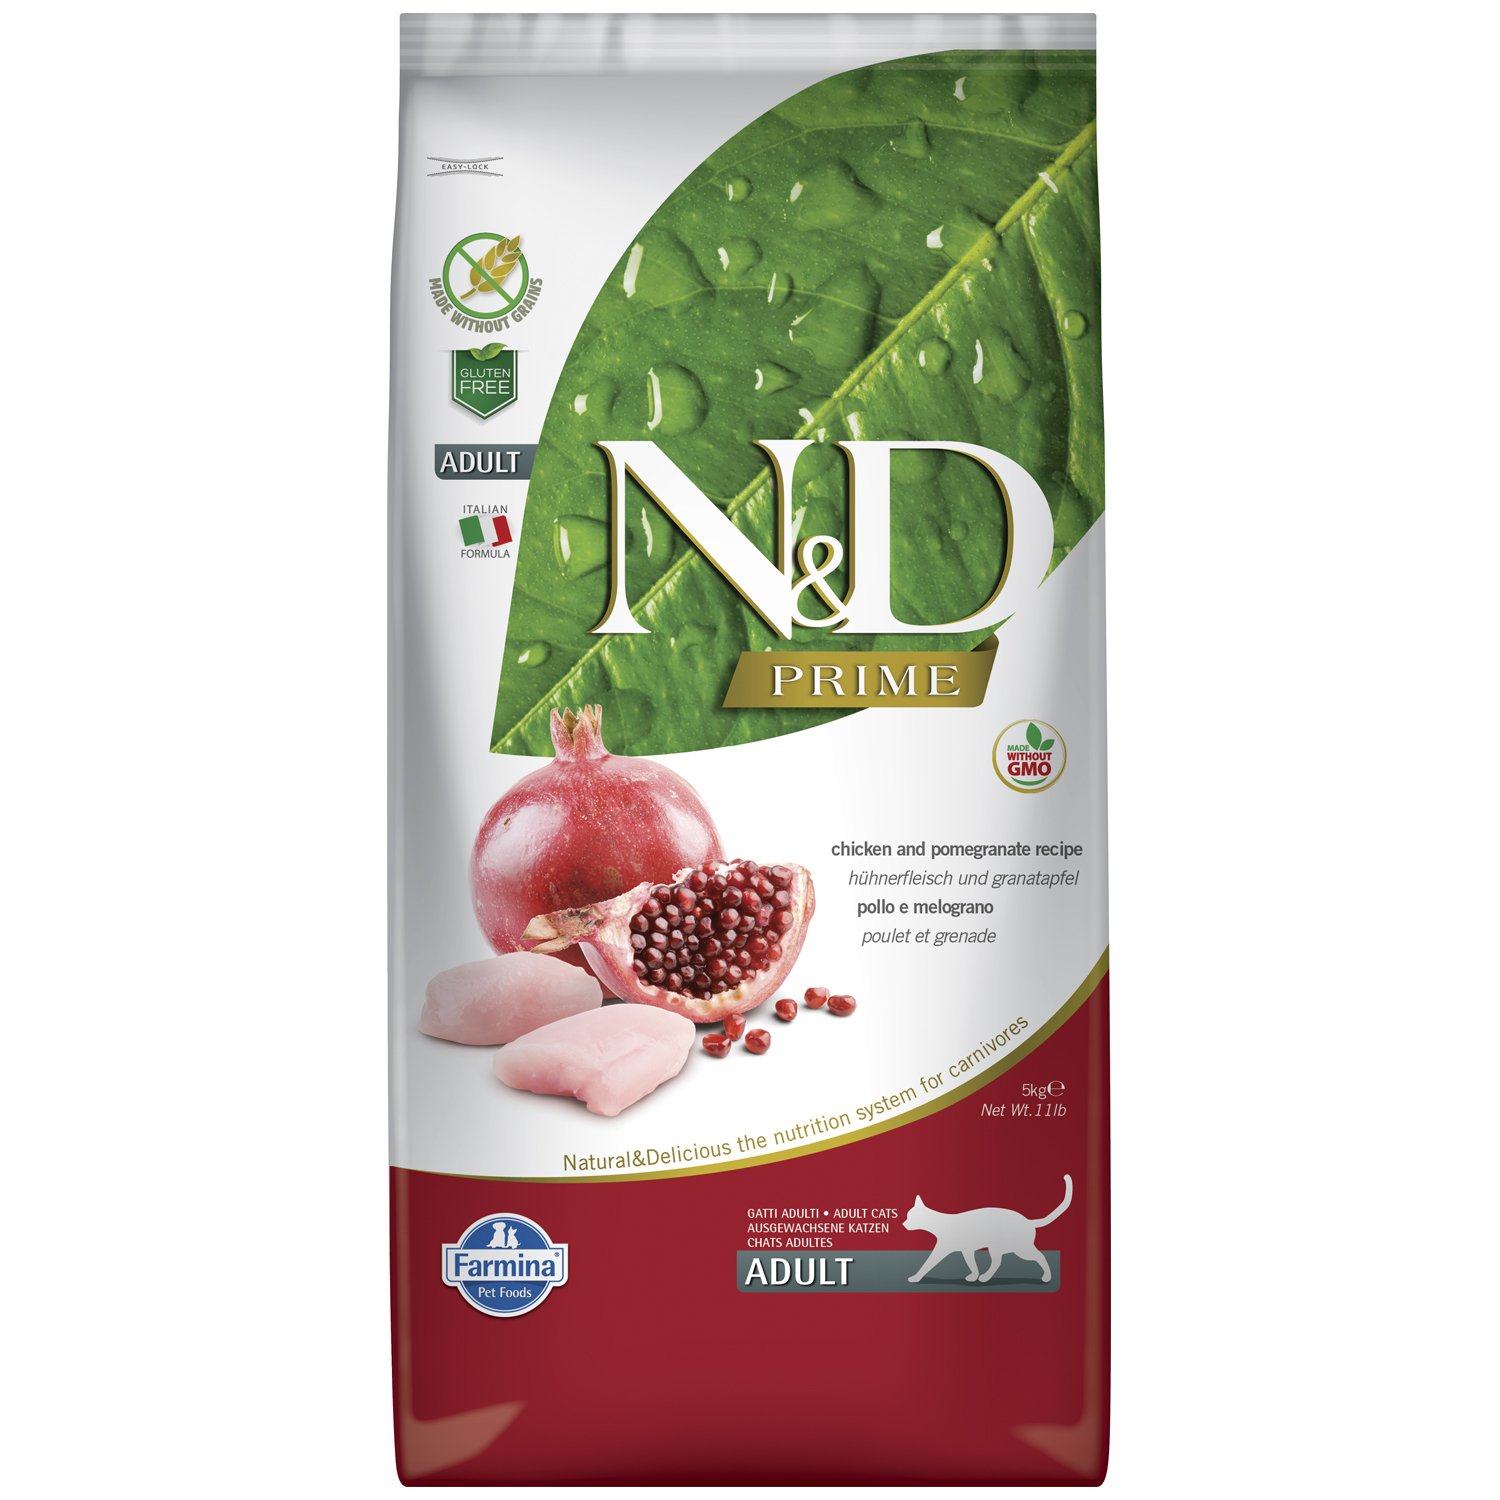 EASY-LOCK
MADE WITHOUT GRAINS
GLUTEN
FREE
ADULT
ITALIAN
FORMULA
N&D
PRIME
MADE
WITHOUT
GMO
chicken and pomegranate recipe
hühnerfleisch und granatapfel
pollo e melograno
poulet et grenade
5kg℮
Net Wt.11lb
Natural&Delicious the nutrition system for carnivores
GATTI ADULTI • ADULT CATS
AUSGEWACHSENE KATZEN
CHATS ADULTES
ADULT
Farmina®
Pet Foods